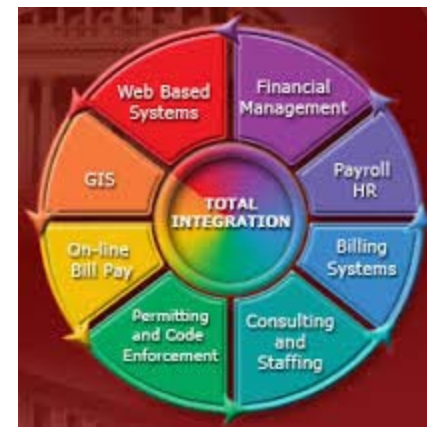 Web Based
Systems
Financial
Management
Payroll
HR
Billing
Systems
Consulting
and
Staffing
Permitting
and Code
Enforcement
On-line
Bill Pay
GIS
TOTAL
INTEGRATION